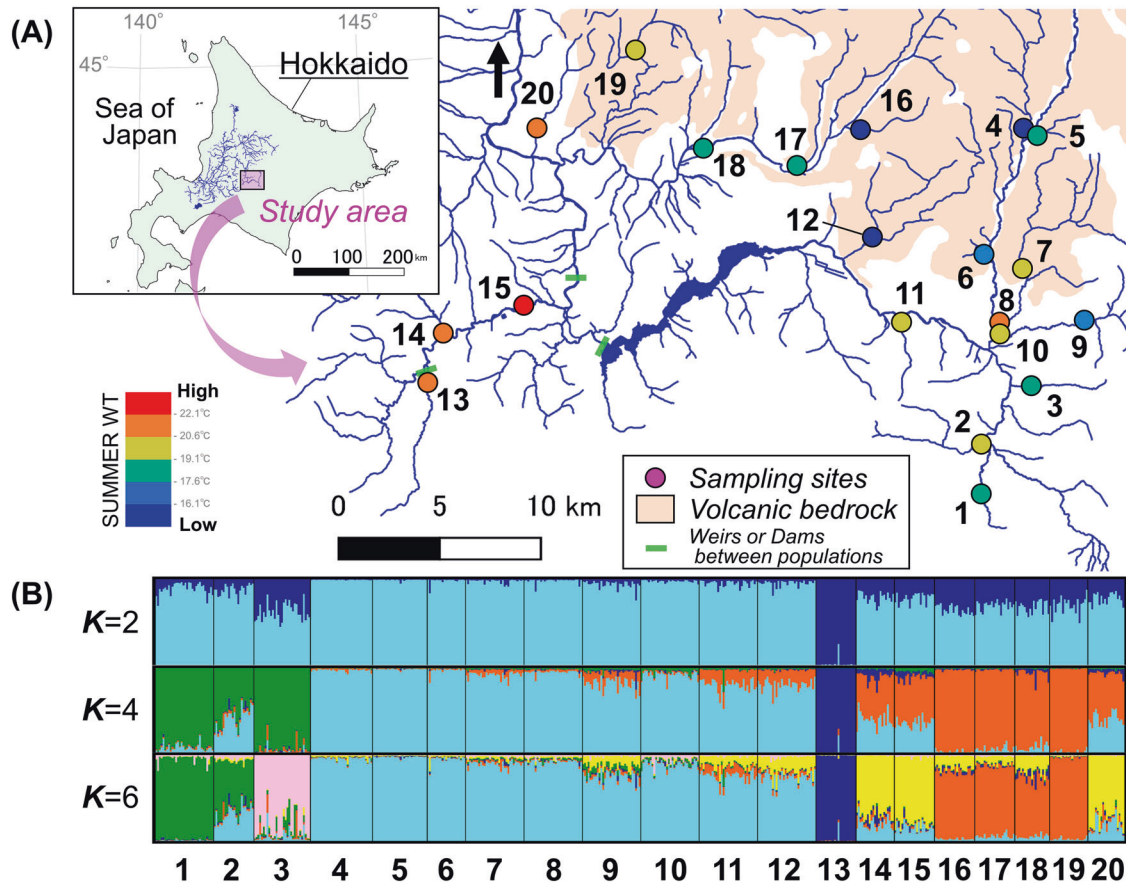 (A)
140°
145°
45°
Hokkaido
Sea of
Japan
Study area
0 100 200 km
19
20
16
4
5
17
18
12
6
7
15
11
8
14
9
10
13
3
2
1
SUMMER WT
High
- 22.1°C
- 20.6°C
- 19.1°C
- 17.6°C
- 16.1°C
Low
0 5 10 km
Sampling sites
Volcanic bedrock
Weirs or Dams
between populations
(B)
K=2
K=4
K=6
1 2 3 4 5 6 7 8 9 10 11 12 13 14 15 16 17 18 19 20